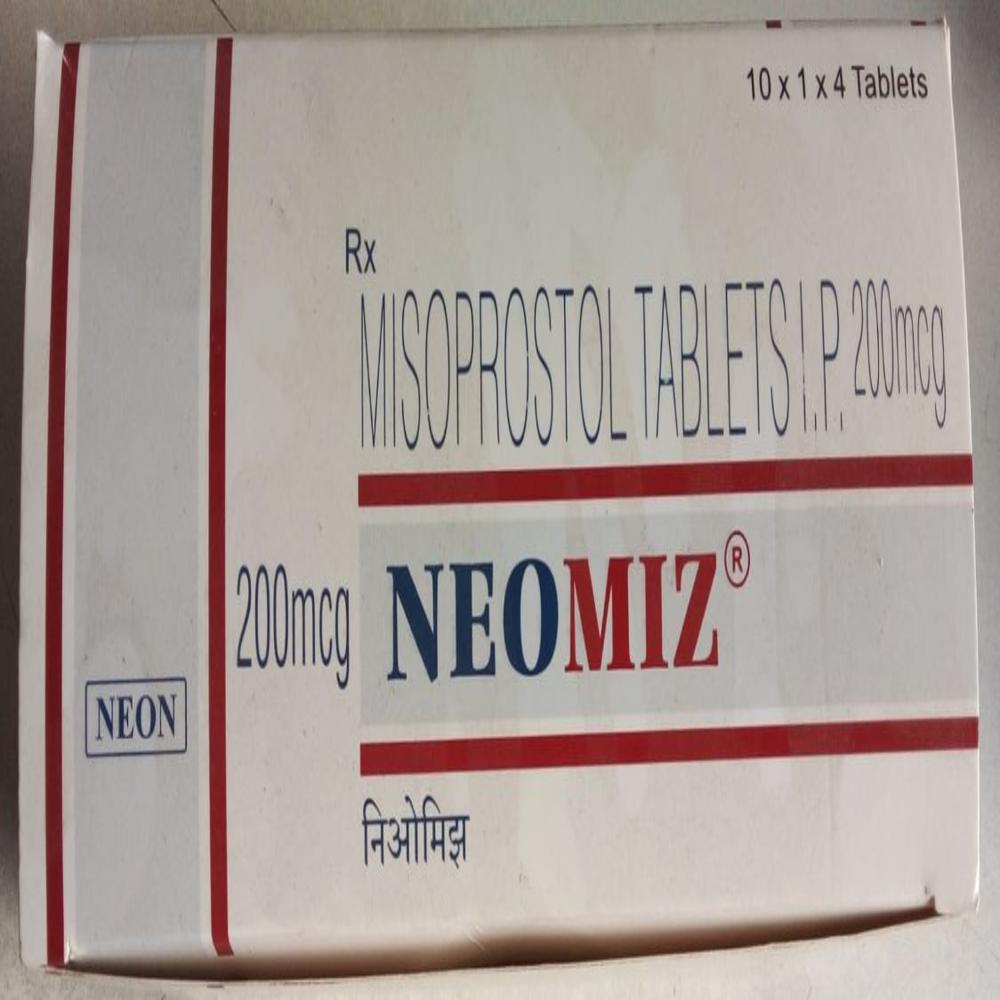 10 x 1 x 4 Tablets
Rx
MISOPROSTOL TABLETS I.P. 200mcg
200mcg NEOMIZ®
NEON
निओमिझ